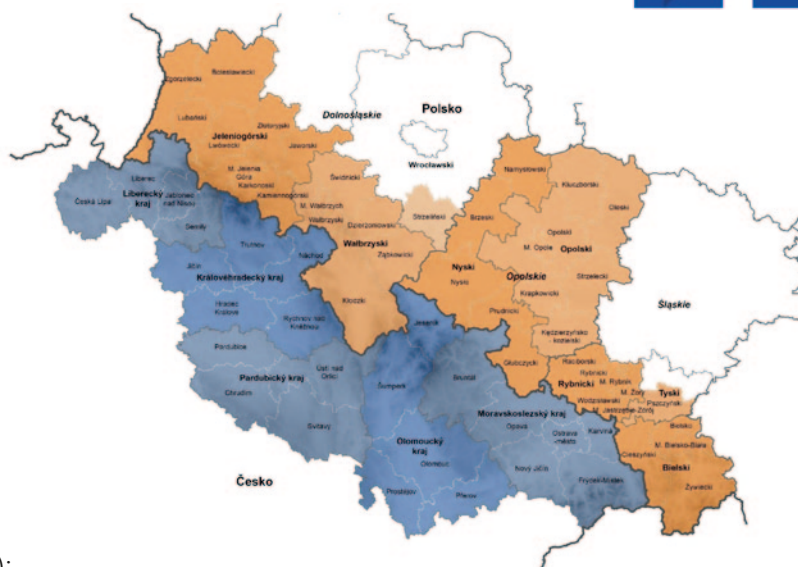 Zgorzelecki
Bolesławiecki
Lubański
Złotoryjski
Jeleniogórski
Lwówecki
Jaworski
M. Jelenia
Góra
Karkonoski
Kamiennogórski
Dolnośląskie
Polsko
Wrocławski
Świdnicki
M. Wałbrzych
Wałbrzyski
Dzierżoniowski
Wałbrzyski
Ząbkowicki
Kłodzki
Strzeliński
Namysłowski
Brzeski
Nyski
Nyski
Opolskie
Prudnicki
Głubczycki
Kluczborski
Oleski
Opolski
M. Opole
Opolski
Strzelecki
Krapkowicki
Kędzierzyńsko
-kozielski
Śląskie
Raciborski
Rybnicki
Rybnicki
M. Rybnik
M. Żory
Wodzisławski
M. Jastrzębie-Zdrój
Tyski
Pszczyński
Bielsko
M. Bielsko-Biała
Cieszyński
Bielski
Żywiecki
Česká Lípa
Liberec
Liberecký
kraj
Jablonec
nad Nisou
Semily
Trutnov
Jičín
Náchod
Královéhradecký kraj
Hradec
Králové
Rychnov nad
Kněžnou
Pardubice
Pardubický kraj
Ústí nad
Orlicí
Chrudim
Svitavy
Jeseník
Šumperk
Olomoucký
kraj
Olomouc
Prostějov
Přerov
Bruntál
Moravskoslezský kraj
Opava
Ostrava
-město
Karviná
Nový Jičín
Frýdek-Místek
Česko
):